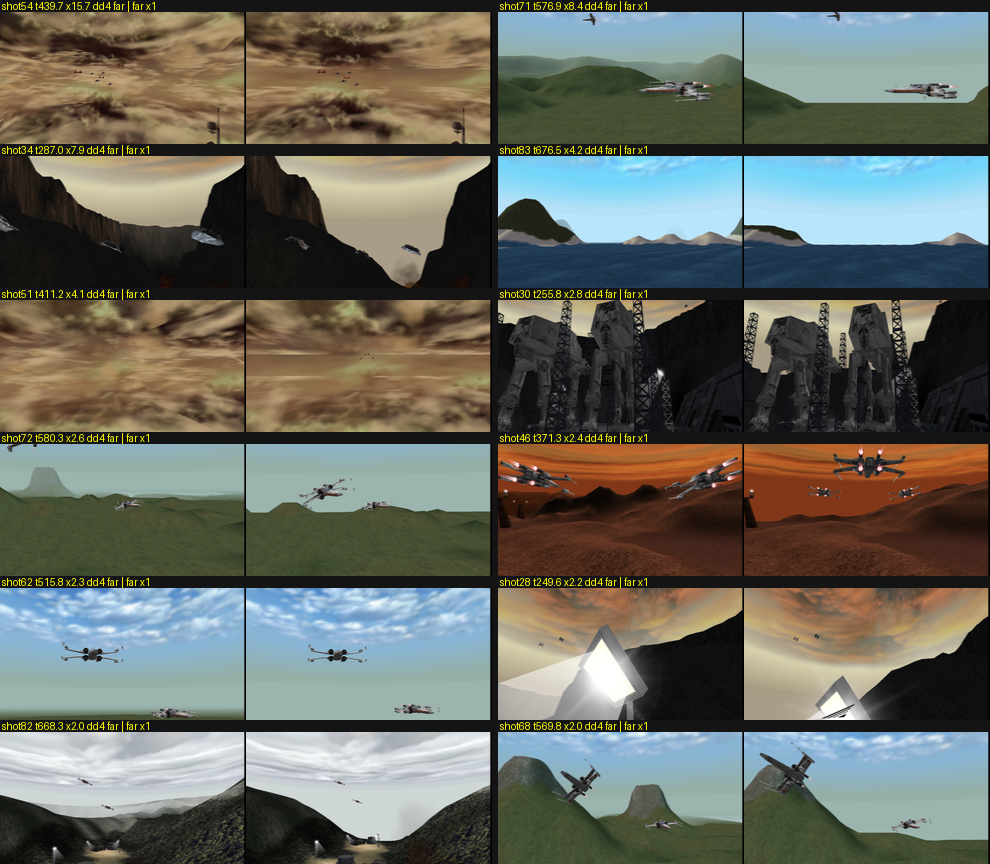 shot54 t439.7 x15.7 dd4 far | far x1
shot71 t576.9 x8.4 dd4 far | far x1
shot34 t287.0 x7.9 dd4 far | far x1
shot83 t676.5 x4.2 dd4 far | far x1
shot51 t411.2 x4.1 dd4 far | far x1
shot30 t255.8 x2.8 dd4 far | far x1
shot72 t580.3 x2.6 dd4 far | far x1
shot46 t371.3 x2.4 dd4 far | far x1
shot62 t515.8 x2.3 dd4 far | far x1
shot28 t249.6 x2.2 dd4 far | far x1
shot82 t668.3 x2.0 dd4 far | far x1
shot68 t569.8 x2.0 dd4 far | far x1